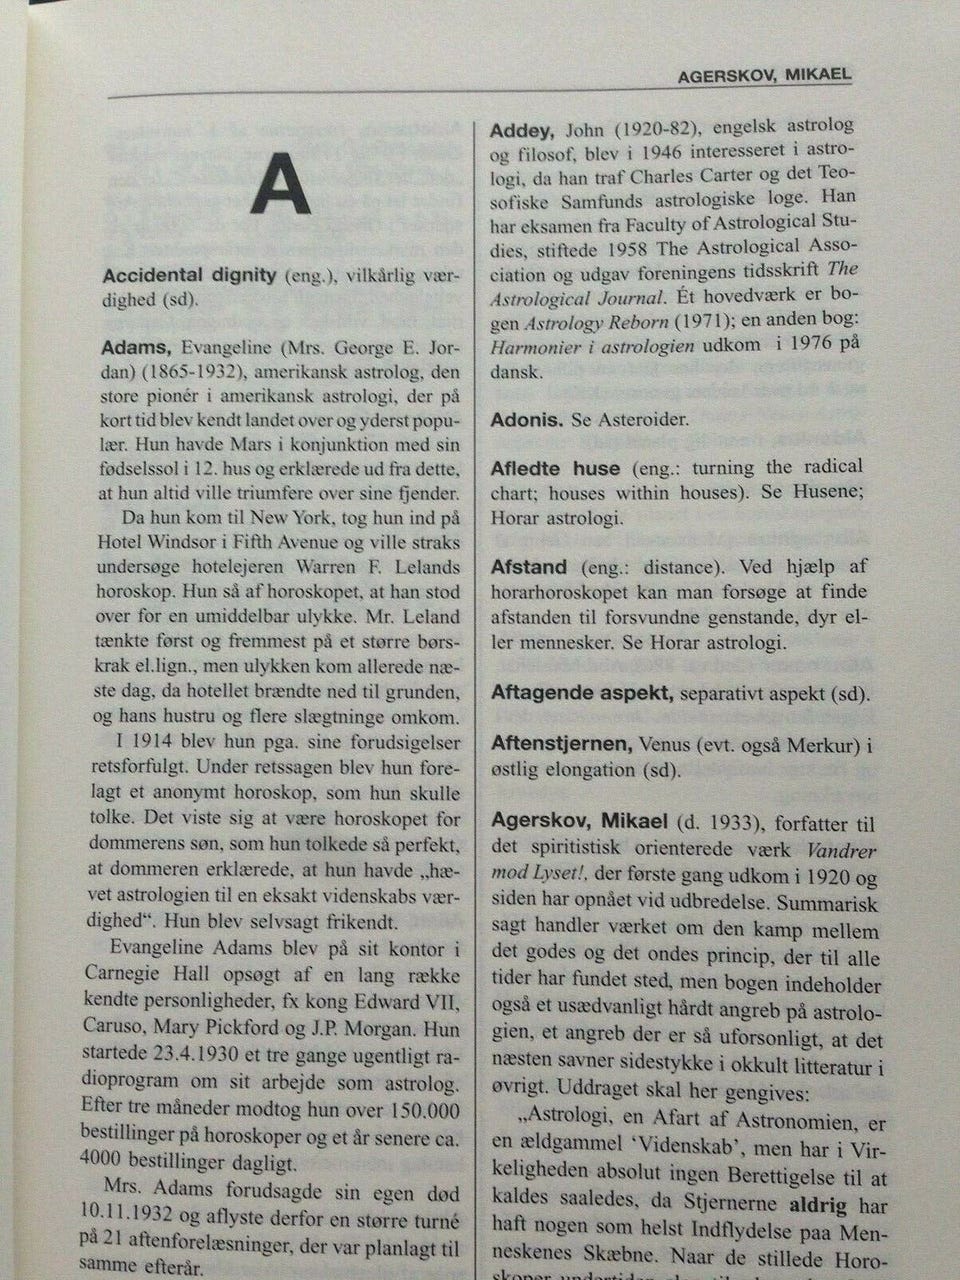 AGERSKOV, MIKAEL
A
Accidental dignity (eng.), vilkårlig vær-
dighed (sd).
Adams, Evangeline (Mrs. George E. Jor-
dan) (1865-1932), amerikansk astrolog, den
store pionér i amerikansk astrologi, der på
kort tid blev kendt landet over og yderst popu-
lær. Hun havde Mars i konjunktion med sin
fødselssol i 12. hus og erklærede ud fra dette,
at hun altid ville triumfere over sine fjender.
Da hun kom til New York, tog hun ind på
Hotel Windsor i Fifth Avenue og ville straks
undersøge hotelejeren Warren F. Lelands
horoskop. Hun så af horoskopet, at han stod
over for en umiddelbar ulykke. Mr. Leland
tænkte først og fremmest på et større børs-
krak el.lign., men ulykken kom allerede næ-
ste dag, da hotellet brændte ned til grunden,
og hans hustru og flere slægtninge omkom.
I 1914 blev hun pga. sine forudsigelser
retsforfulgt. Under retssagen blev hun fore-
lagt et anonymt horoskop, som hun skulle
tolke. Det viste sig at være horoskopet for
dommerens søn, som hun tolkede så perfekt,
at dommeren erklærede, at hun havde „hæ-
vet astrologien til en eksakt videnskabs vær-
dighed“. Hun blev selvsagt frikendt.
Evangeline Adams blev på sit kontor i
Carnegie Hall opsøgt af en lang række
kendte personligheder, fx kong Edward VII,
Caruso, Mary Pickford og J.P. Morgan. Hun
startede 23.4.1930 et tre gange ugentligt ra-
dioprogram om sit arbejde som astrolog.
Efter tre måneder modtog hun over 150.000
bestillinger på horoskoper og et år senere ca.
4000 bestillinger dagligt.
Mrs. Adams forudsagde sin egen død
10.11.1932 og aflyste derfor en større turné
på 21 aftenforelæsninger, der var planlagt til
samme efterår.
Addey, John (1920-82), engelsk astrolog
og filosof, blev i 1946 interesseret i astro-
logi, da han traf Charles Carter og det Teo-
sofiske Samfunds astrologiske loge. Han
har eksamen fra Faculty of Astrological Stu-
dies, stiftede 1958 The Astrological Asso-
ciation og udgav foreningens tidsskrift The
Astrological Journal. Ét hovedværk er bo-
gen Astrology Reborn (1971); en anden bog:
Harmonier i astrologien udkom i 1976 på
dansk.
Adonis. Se Asteroider.
Afledte huse (eng.: turning the radical
chart; houses within houses). Se Husene;
Horar astrologi.
Afstand (eng.: distance). Ved hjælp af
horarhoroskopet kan man forsøge at finde
afstanden til forsvundne genstande, dyr el-
ler mennesker. Se Horar astrologi.
Aftagende aspekt, separativt aspekt (sd).
Aftenstjernen, Venus (evt. også Merkur) i
østlig elongation (sd).
Agerskov, Mikael (d. 1933), forfatter til
det spiritistisk orienterede værk Vandrer
mod Lyset!, der første gang udkom i 1920 og
siden har opnået vid udbredelse. Summarisk
sagt handler værket om den kamp mellem
det godes og det ondes princip, der til alle
tider har fundet sted, men bogen indeholder
også et usædvanligt hårdt angreb på astrolo-
gien, et angreb der er så uforsonligt, at det
næsten savner sidestykke i okkult litteratur i
øvrigt. Uddraget skal her gengives:
„Astrologi, en Afart af Astronomien, er
en ældgammel ‘Videnskab’, men har i Vir-
keligheden absolut ingen Berettigelse til at
kaldes saaledes, da Stjernerne aldrig har
haft nogen som helst Indflydelse paa Men-
neskenes Skæbne. Naar de stillede Horo-
skoper undertiden